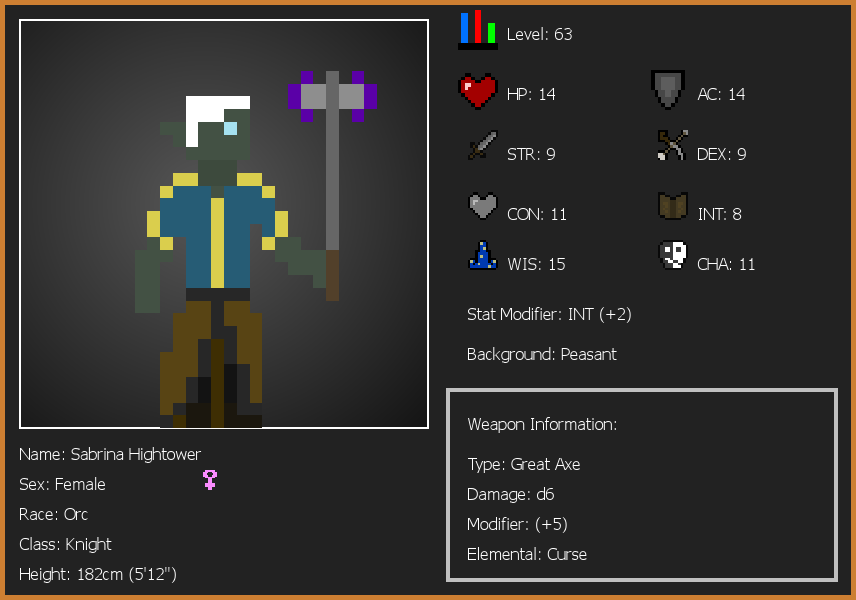 Level: 63
HP: 14
AC: 14
STR: 9
DEX: 9
CON: 11
INT: 8
WIS: 15
CHA: 11
Stat Modifier: INT (+2)
Background: Peasant
Weapon Information:
Type: Great Axe
Damage: d6
Modifier: (+5)
Elemental: Curse
Name: Sabrina Hightower
Sex: Female
Race: Orc
Class: Knight
Height: 182cm (5'12")